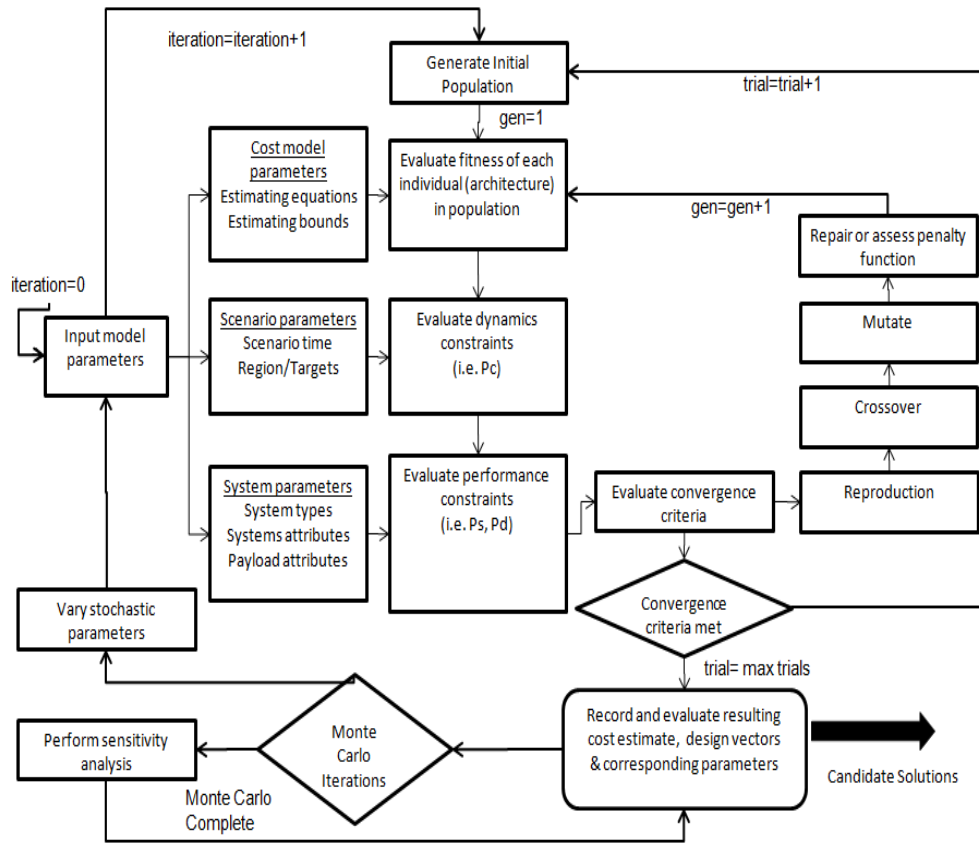 iteration=iteration+1
Generate Initial
Population
trial=trial+1
gen=1
Cost model
parameters
Estimating equations
Estimating bounds
Evaluate fitness of each
individual (architecture)
in population
gen=gen+1
Repair or assess penalty
function
iteration=0
Input model
parameters
Scenario parameters
Scenario time
Region/Targets
Evaluate dynamics
constraints
(i.e. Pc)
Mutate
Crossover
System parameters
System types
Systems attributes
Payload attributes
Evaluate performance
constraints
(i.e. Ps, Pd)
Evaluate convergence
criteria
Reproduction
Vary stochastic
parameters
Convergence
criteria met
trial= max trials
Perform sensitivity
analysis
Monte
Carlo
Iterations
Record and evaluate resulting
cost estimate, design vectors
& corresponding parameters
Candidate Solutions
Monte Carlo
Complete